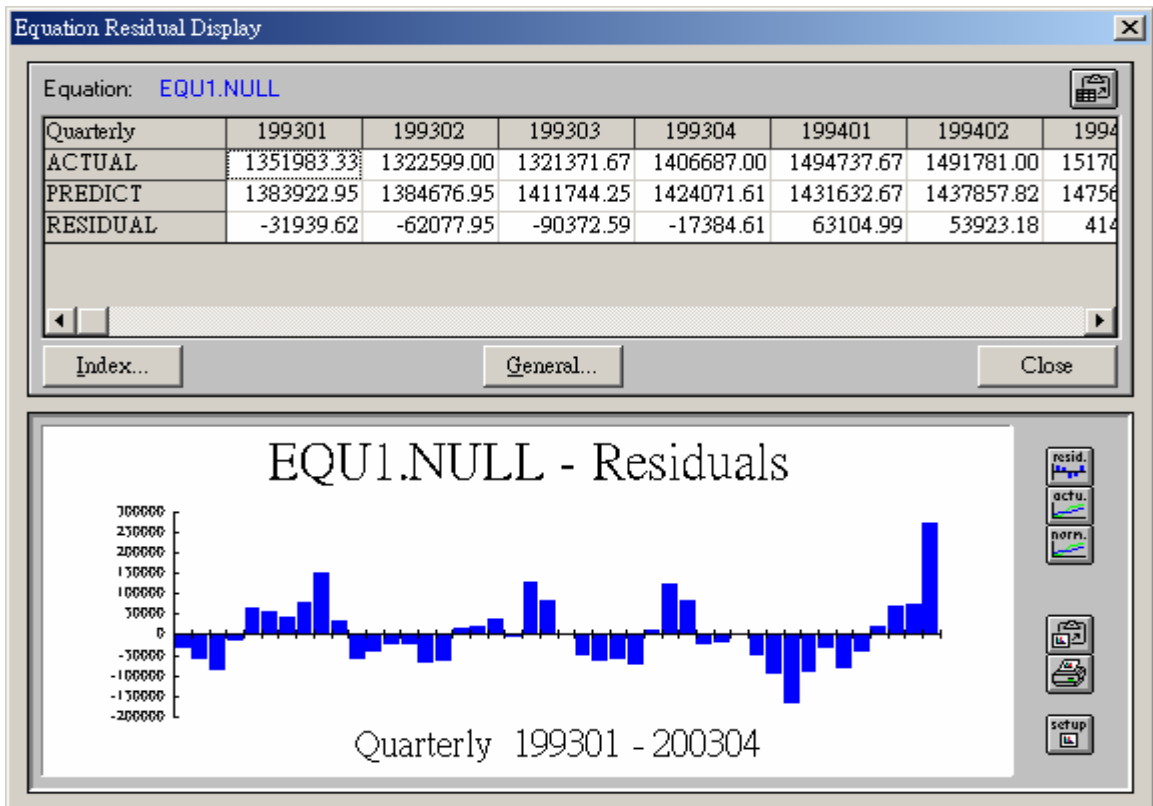 Equation Residual Display
Equation: EQU1.NULL
Quarterly 199301 199302 199303 199304 199401 199402 1994
ACTUAL 1351983.33 1322599.00 1321371.67 1406687.00 1494737.67 1491781.00 15170
PREDICT 1383922.95 1384676.95 1411744.25 1424071.61 1431632.67 1437857.82 14756
RESIDUAL -31939.62 -62077.95 -90372.59 -17384.61 63104.99 53923.18 414
Index... General... Close
EQU1.NULL - Residuals
300000
250000
200000
150000
100000
50000
0
-50000
-100000
-150000
-200000
Quarterly 199301 - 200304
resid.
actu.
norm.
setup